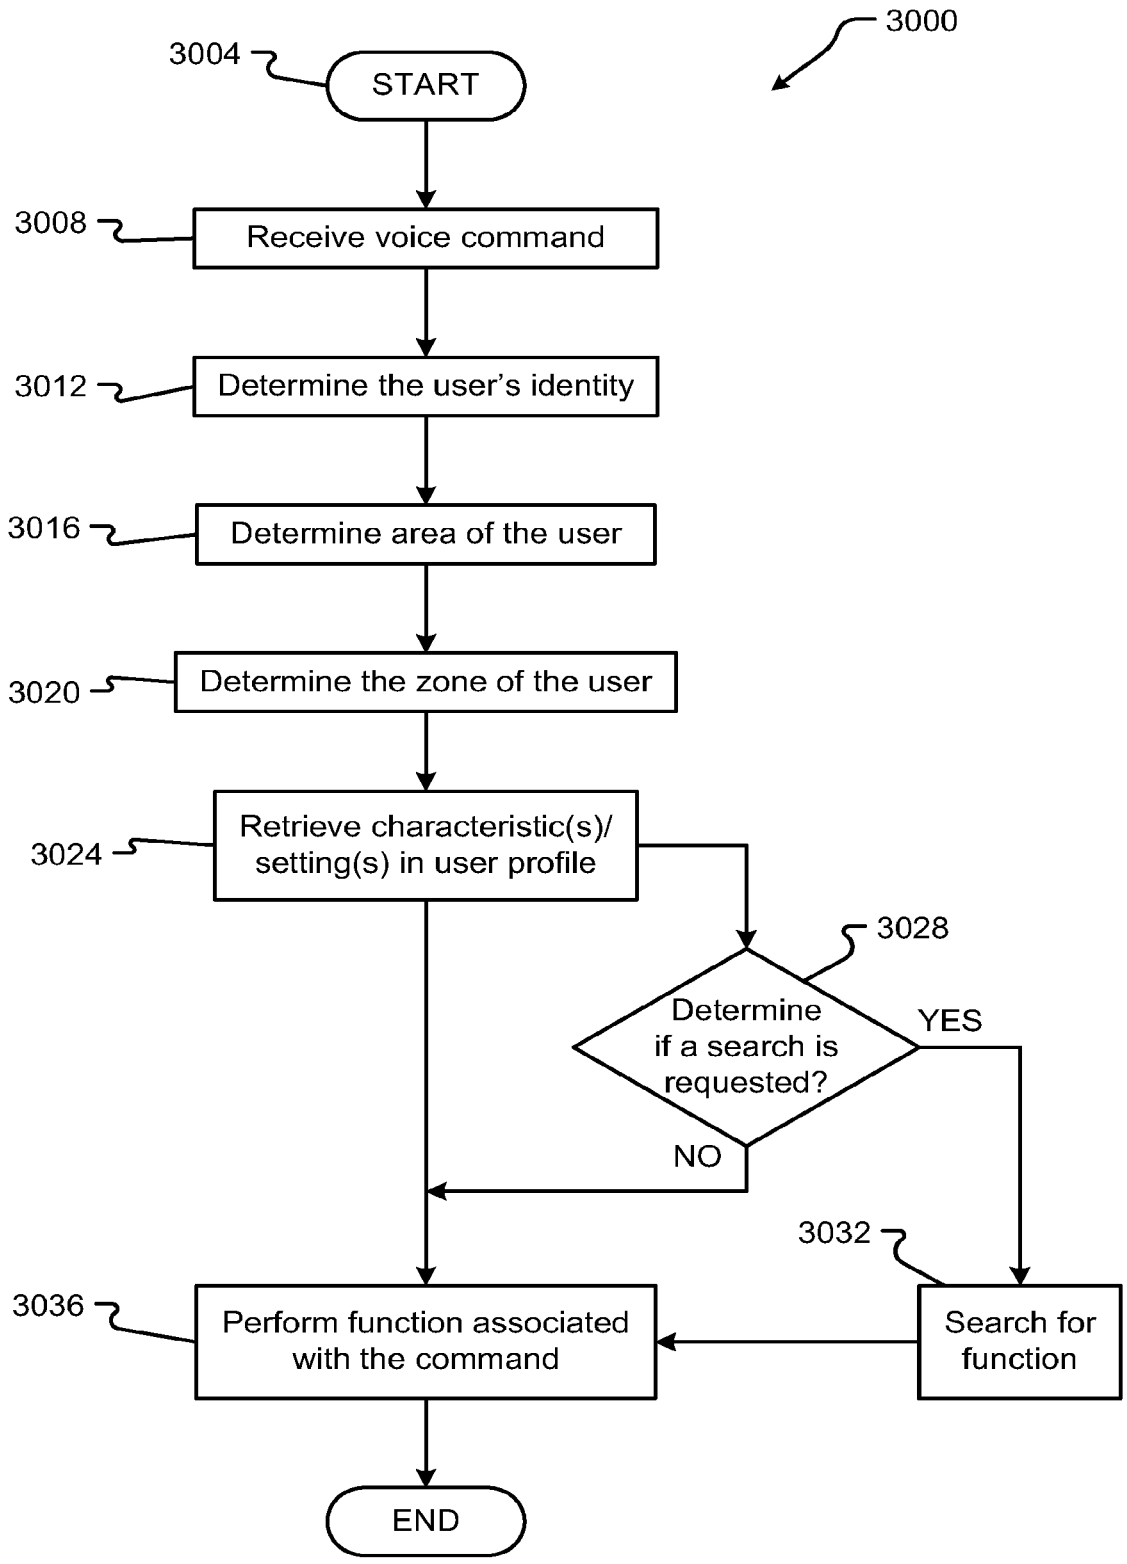 3000
3004
START
3008
Receive voice command
3012
Determine the user’s identity
3016
Determine area of the user
3020
Determine the zone of the user
3024
Retrieve characteristic(s)/
setting(s) in user profile
3028
Determine
if a search is
requested?
YES
NO
3032
Search for
function
3036
Perform function associated
with the command
END